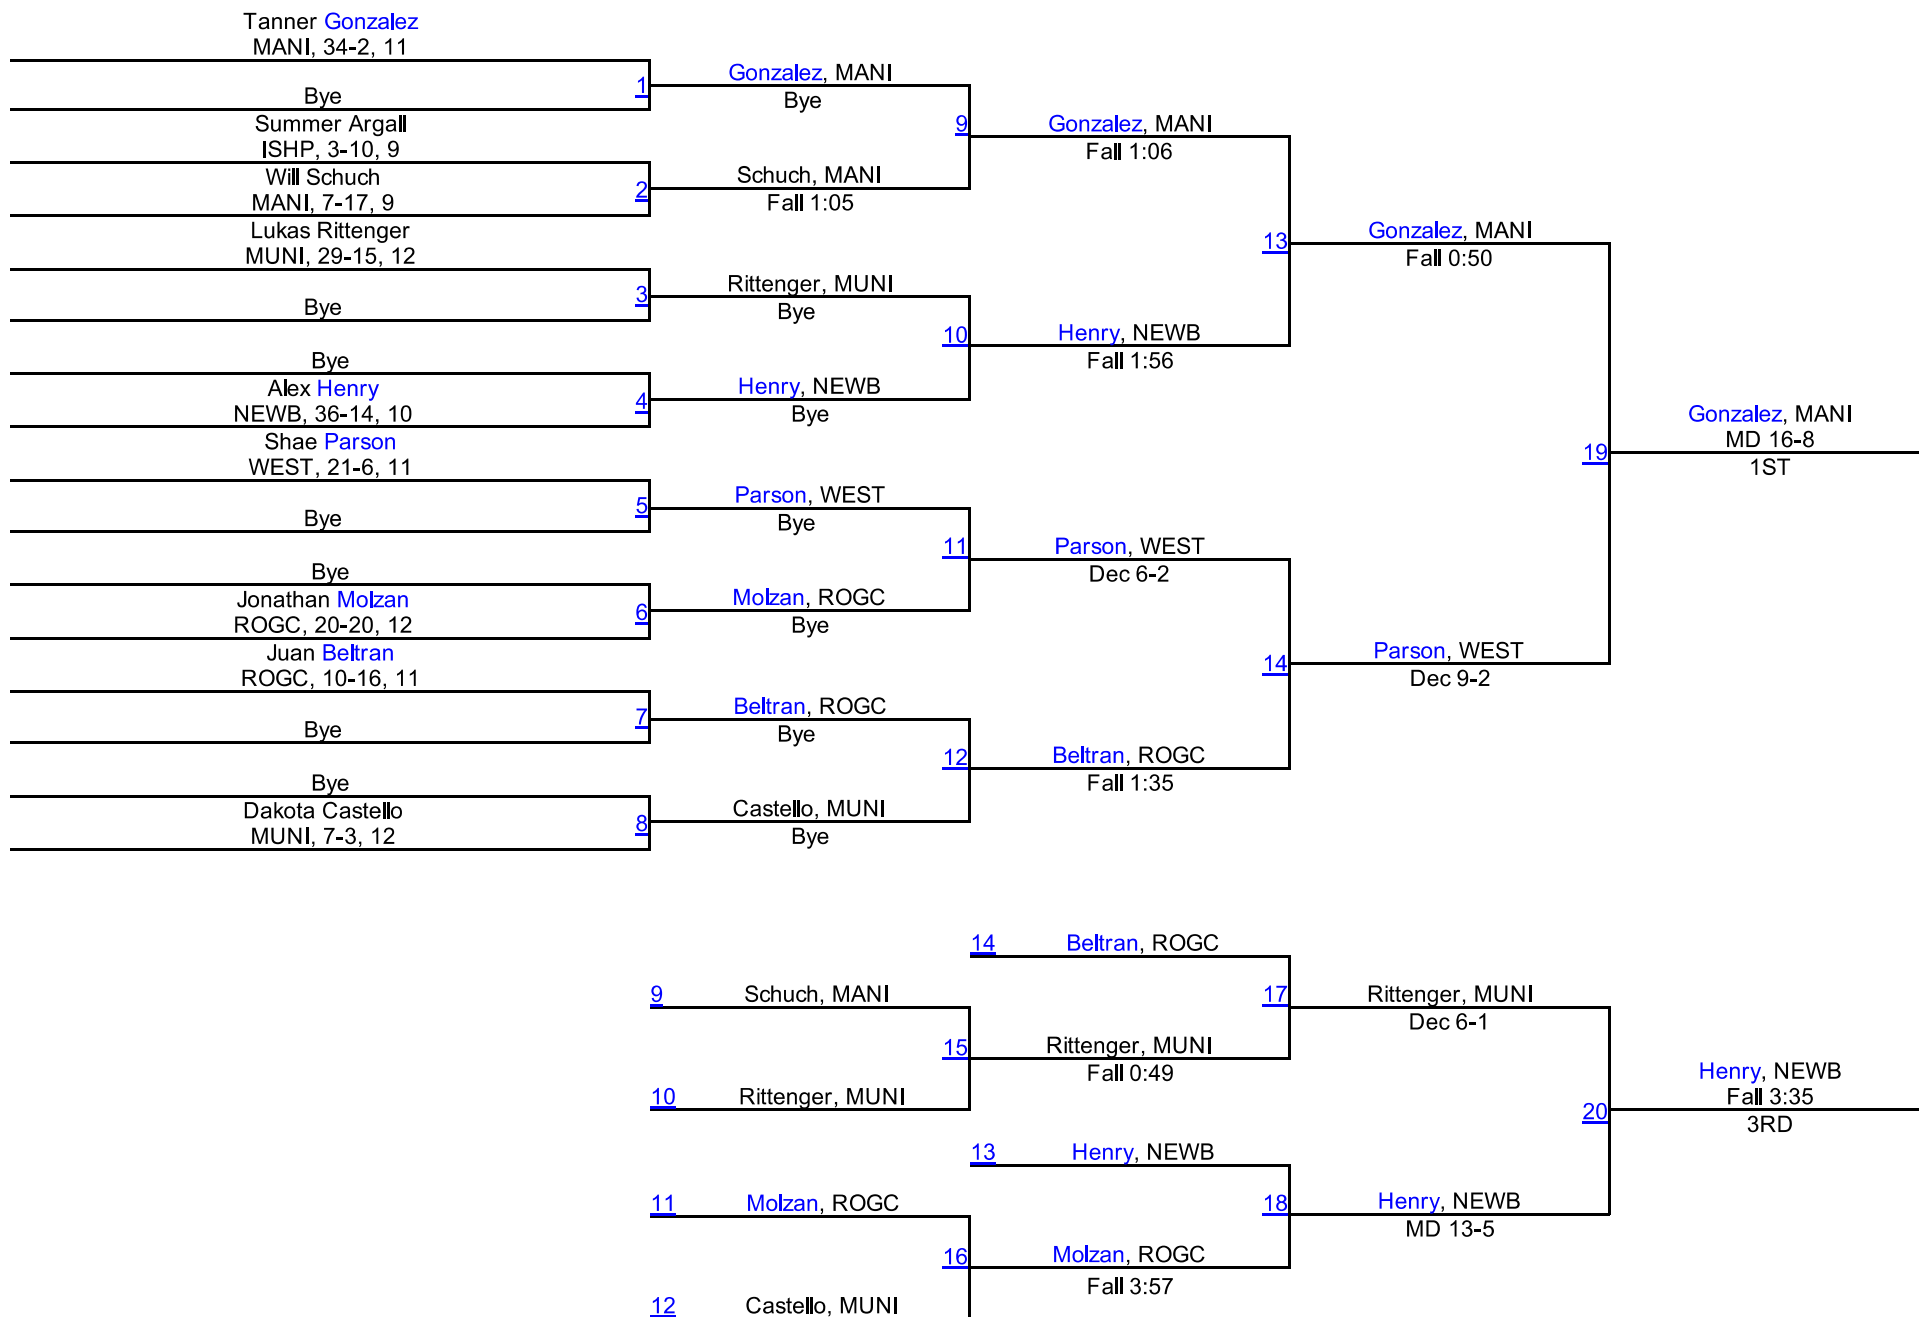 Tanner Gonzalez
MANI, 34-2, 11
1
Bye
Summer Argall
ISHP, 3-10, 9
2
Will Schuch
MANI, 7-17, 9
Lukas Rittenger
MUNI, 29-15, 12
3
Bye
Bye
4
Alex Henry
NEWB, 36-14, 10
Shae Parson
WEST, 21-6, 11
5
Bye
Bye
6
Jonathan Molzan
ROGC, 20-20, 12
Juan Beltran
ROGC, 10-16, 11
7
Bye
Bye
8
Dakota Castello
MUNI, 7-3, 12
Gonzalez, MANI
Bye
9
Schuch, MANI
Fall 1:05
Rittenger, MUNI
Bye
10
Henry, NEWB
Bye
Parson, WEST
Bye
11
Molzan, ROGC
Bye
Beltran, ROGC
Bye
12
Castello, MUNI
Bye
Gonzalez, MANI
Fall 1:06
13
Henry, NEWB
Fall 1:56
Parson, WEST
Dec 6-2
14
Beltran, ROGC
Fall 1:35
Gonzalez, MANI
Fall 0:50
19
Parson, WEST
Dec 9-2
Gonzalez, MANI
MD 16-8
1ST
14
Beltran, ROGC
9
Schuch, MANI
15
10
Rittenger, MUNI
17
Rittenger, MUNI
Fall 0:49
Rittenger, MUNI
Dec 6-1
13
Henry, NEWB
11
Molzan, ROGC
16
12
Castello, MUNI
18
Molzan, ROGC
Fall 3:57
Henry, NEWB
MD 13-5
20
Henry, NEWB
Fall 3:35
3RD